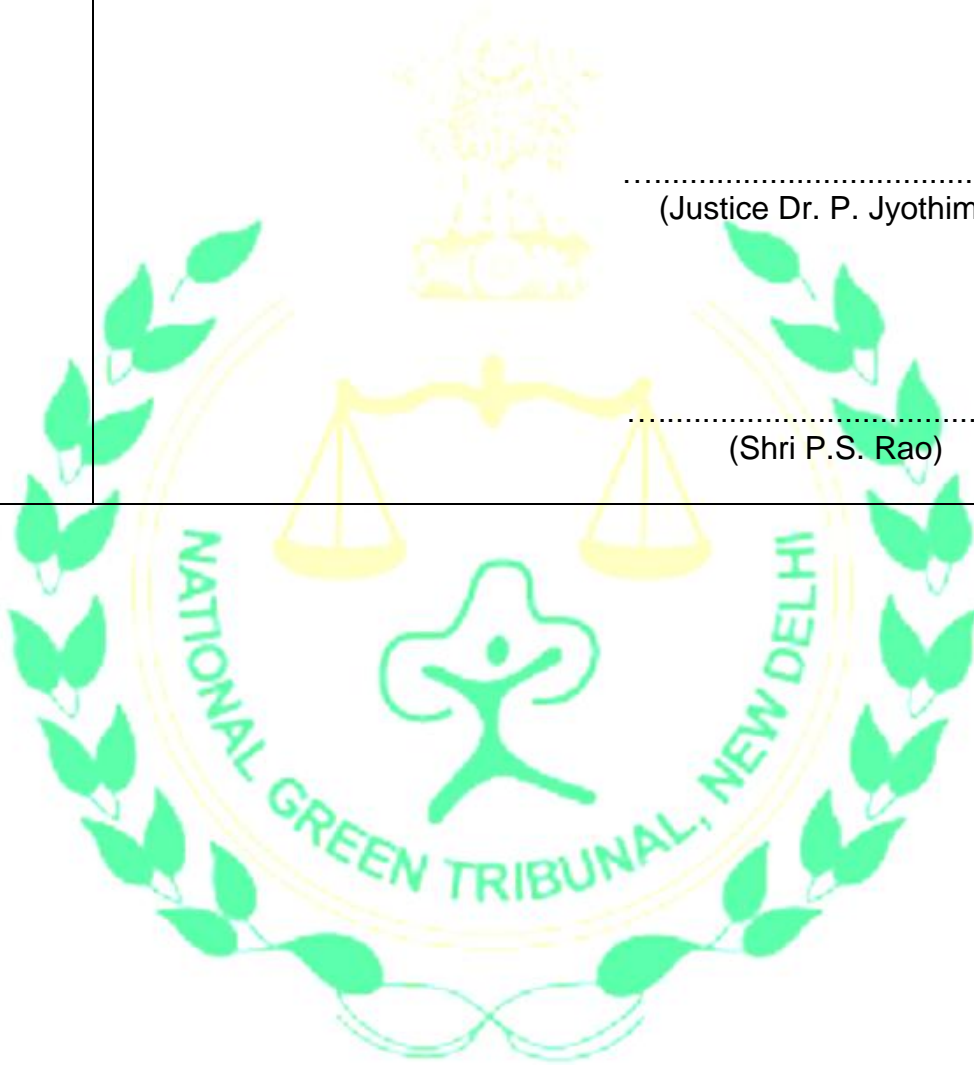 ….....................................
(Justice Dr. P. Jyothim
…....................................
(Shri P.S. Rao)
NATIONAL GREEN TRIBUNAL, NEW DELHI